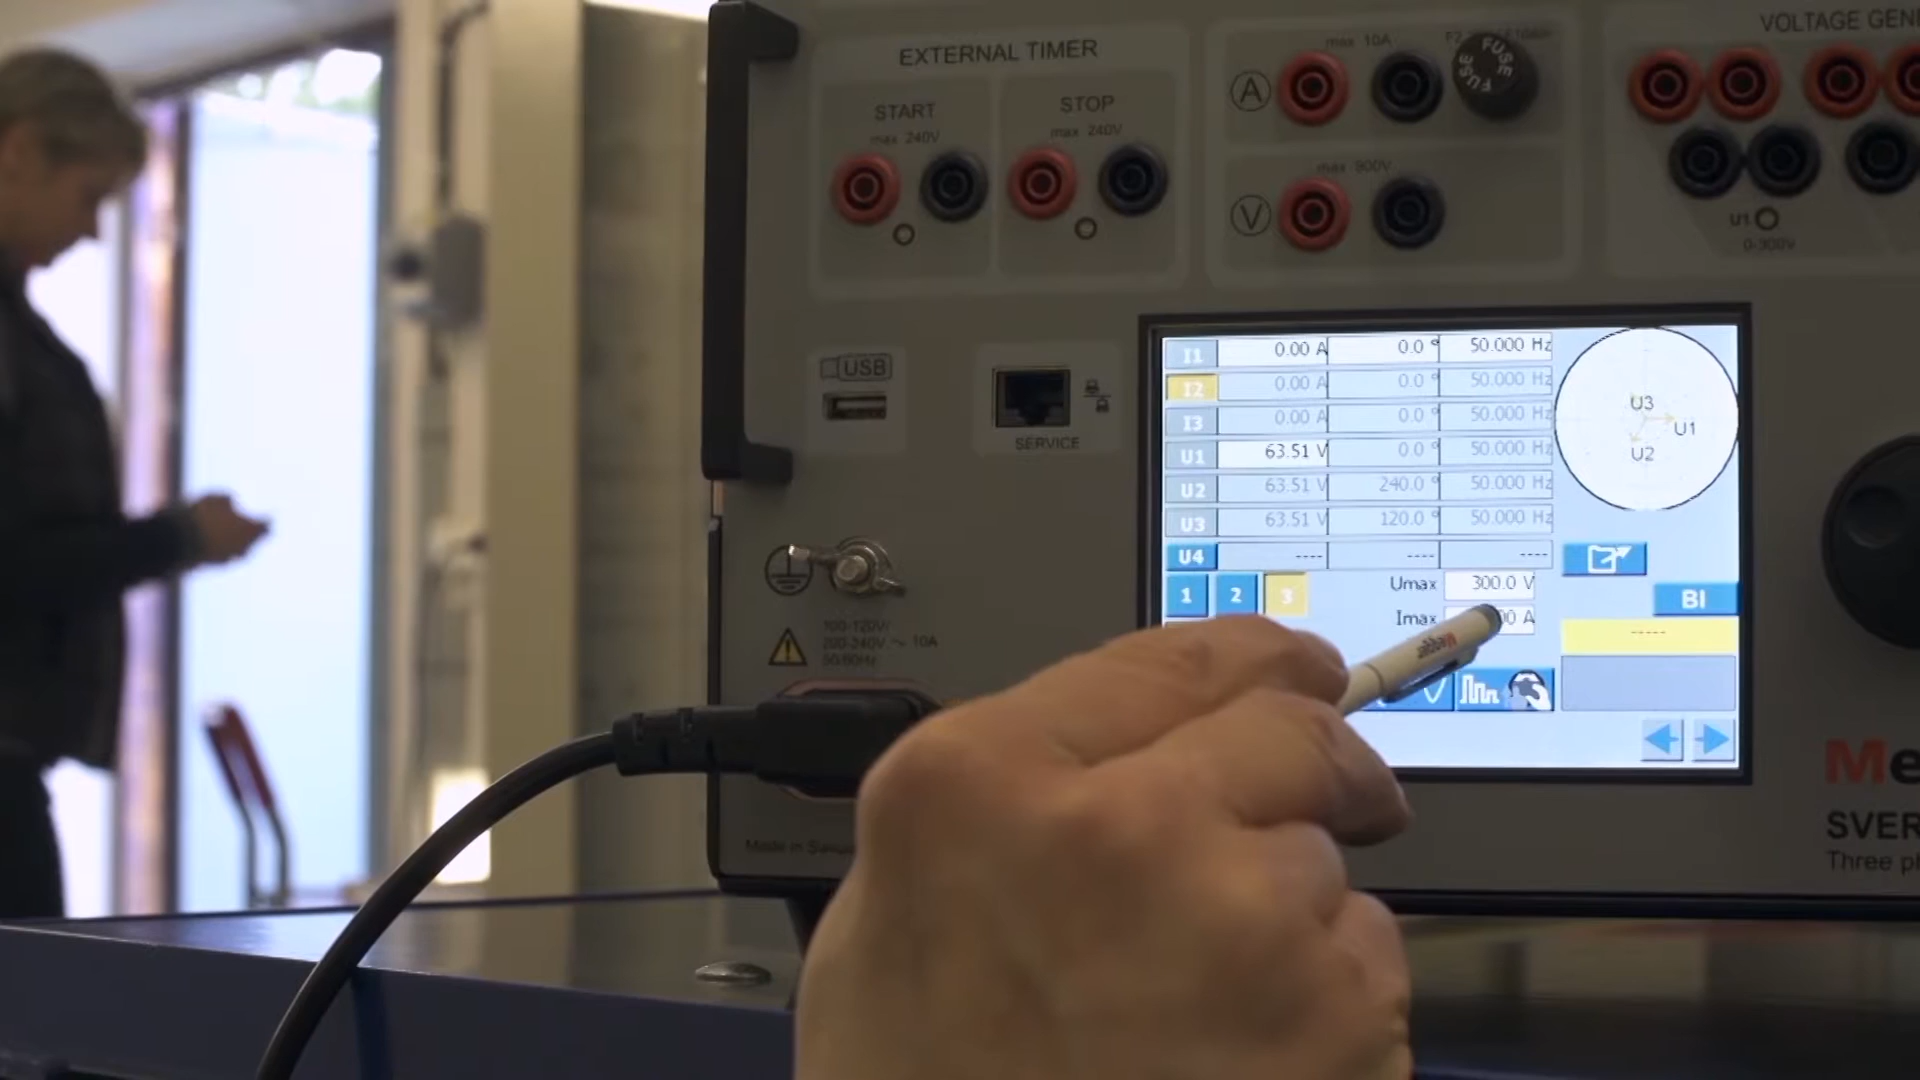 EXTERNAL TIMER
START
max 240V
STOP
max 240V
A
max 10A
FUSE
FUSE
V
max 900V
VOLTAGE GEN
U1
0-300V
USB
SERVICE
100-120V/
200-240V~ 10A
50/60Hz
Made in
I1 0.00 A 0.0 ° 50.000 Hz
I2 0.00 A 0.0 ° 50.000 Hz
I3 0.00 A 0.0 ° 50.000 Hz
U1 63.51 V 0.0 ° 50.000 Hz
U2 63.51 V 240.0 ° 50.000 Hz
U3 63.51 V 120.0 ° 50.000 Hz
U4 ---- ---- ----
U3
U1
U2
1 2 3
Umax 300.0 V
Imax 00 A
BI
-----
Megger
Me
SVER
Three p